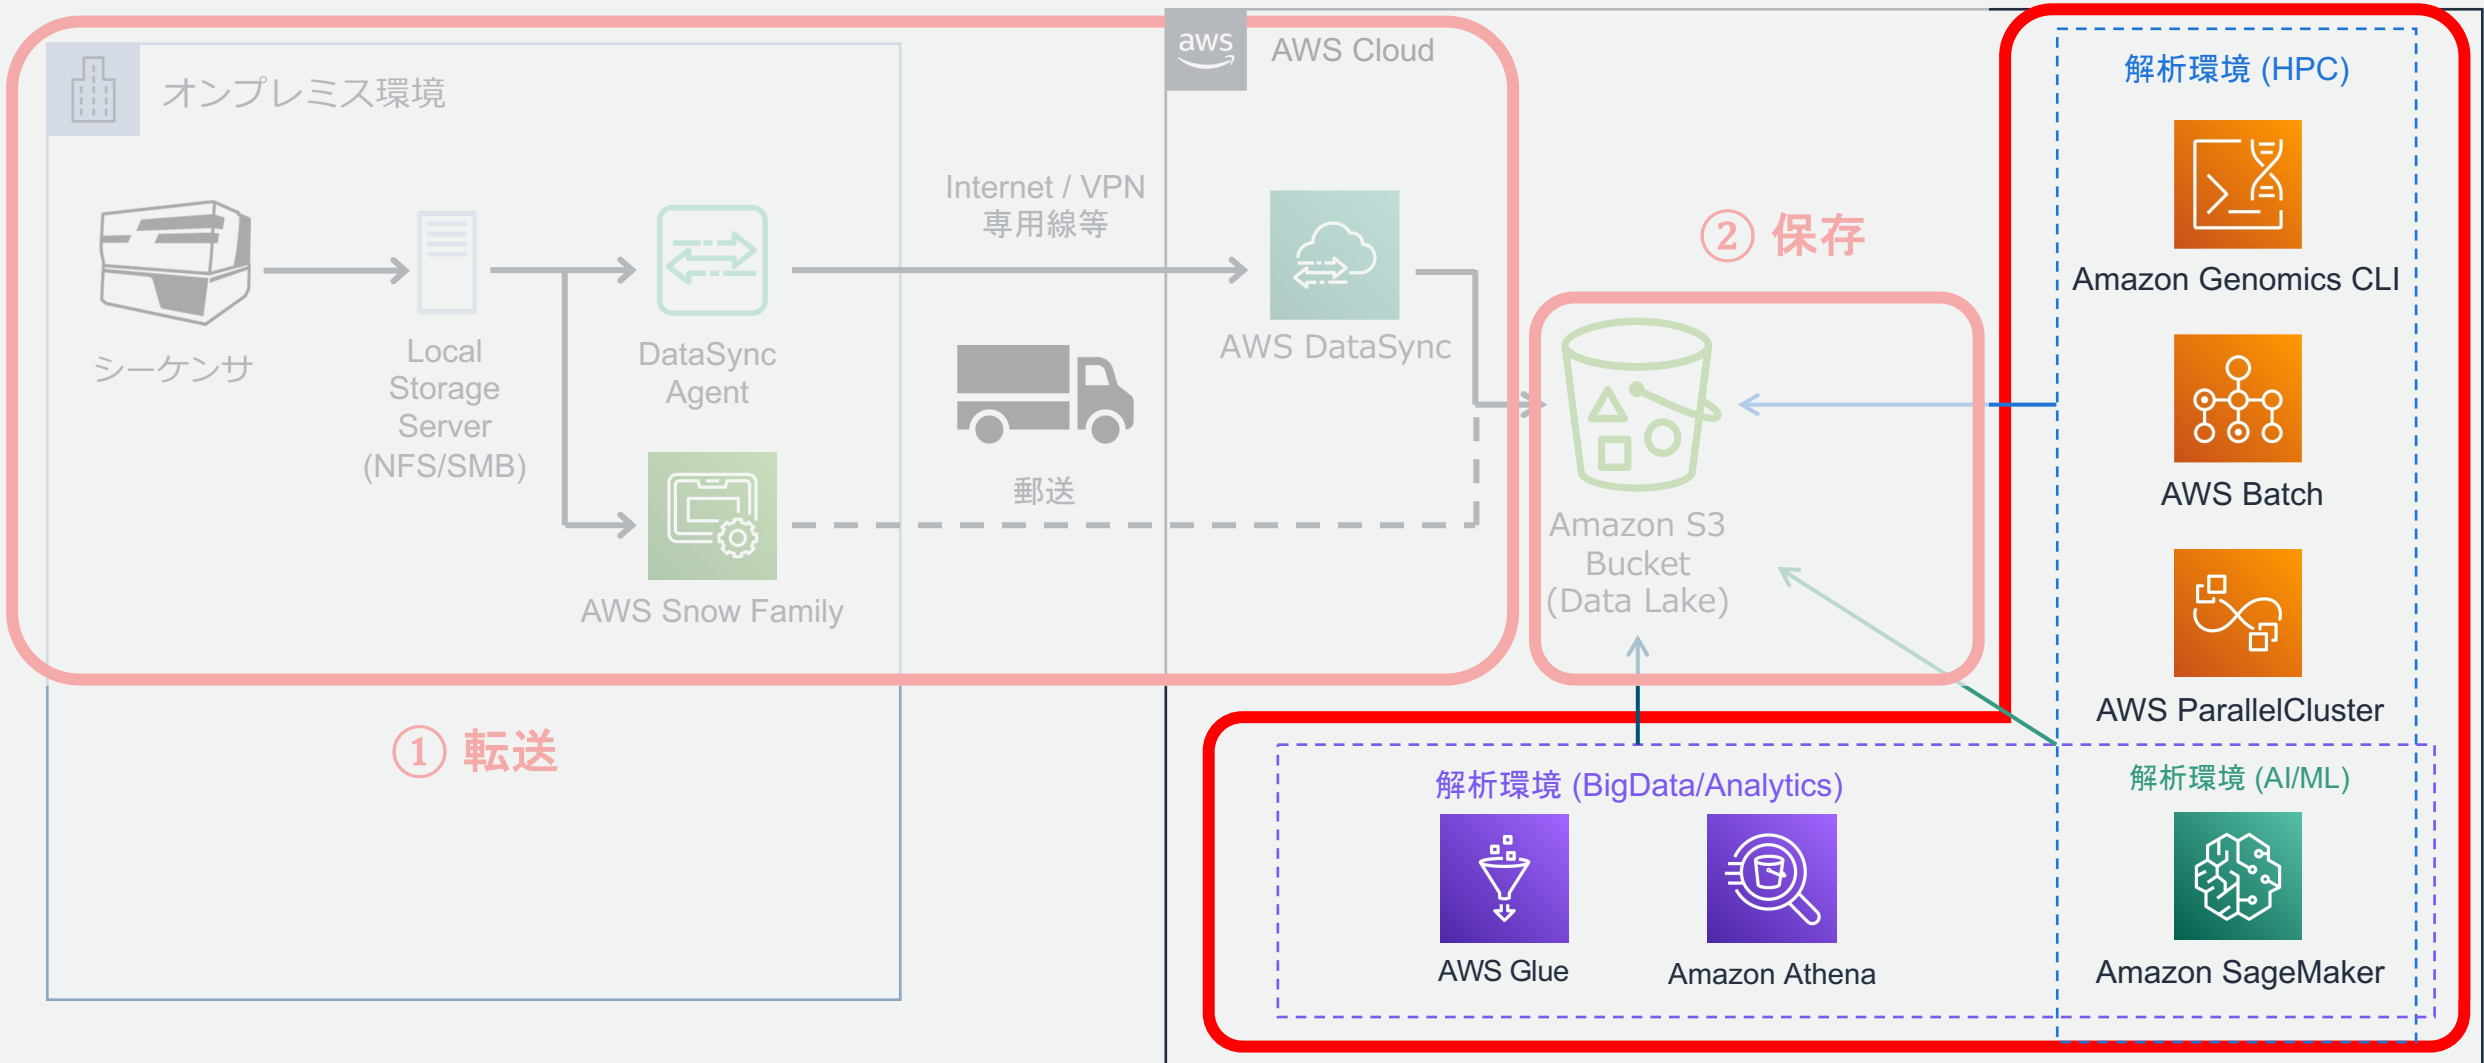 aws
AWS Cloud
オンプレミス環境
シーケンサ
Local
Storage
Server
(NFS/SMB)
DataSync
Agent
AWS Snow Family
Internet / VPN
専用線等
郵送
AWS DataSync
① 転送
② 保存
Amazon S3
Bucket
(Data Lake)
解析環境 (HPC)
Amazon Genomics CLI
AWS Batch
AWS ParallelCluster
解析環境 (BigData/Analytics)
AWS Glue
Amazon Athena
解析環境 (AI/ML)
Amazon SageMaker